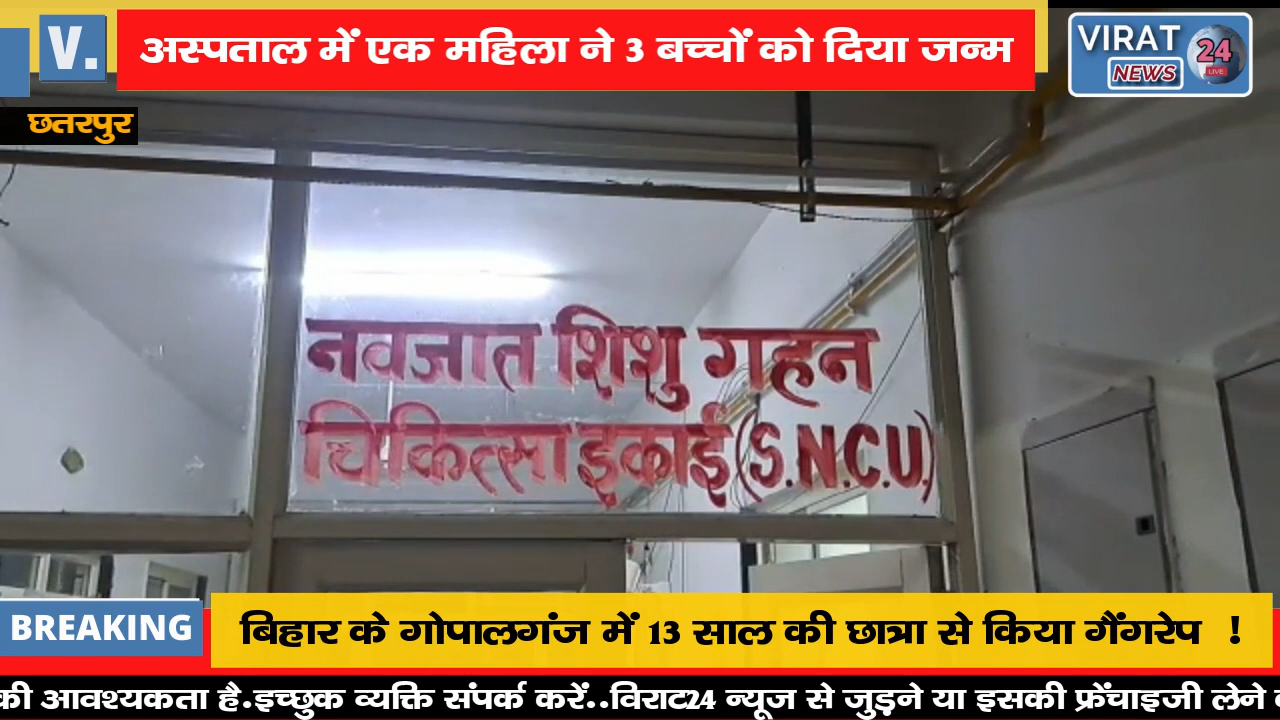 V.
अस्पताल में एक महिला ने 3 बच्चों को दिया जन्म
VIRAT
24
NEWS
LIVE
छतरपुर
नवजात शिशु गहन
चिकित्सा इकाई (S.N.C.U.)
BREAKING
बिहार के गोपालगंज में 13 साल की छात्रा से किया गैंगरेप !
की आवश्यकता है.इच्छुक व्यक्ति संपर्क करें..विराट24 न्यूज से जुड़ने या इसकी फ्रेंचाइजी लेने